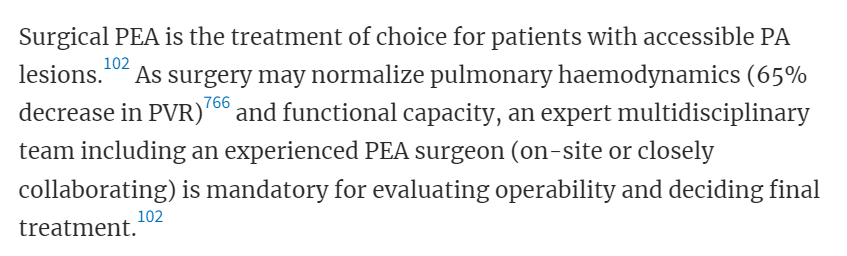 Surgical PEA is the treatment of choice for patients with accessible PA
lesions.102 As surgery may normalize pulmonary haemodynamics (65%
decrease in PVR)766 and functional capacity, an expert multidisciplinary
team including an experienced PEA surgeon (on-site or closely
collaborating) is mandatory for evaluating operability and deciding final
treatment.102